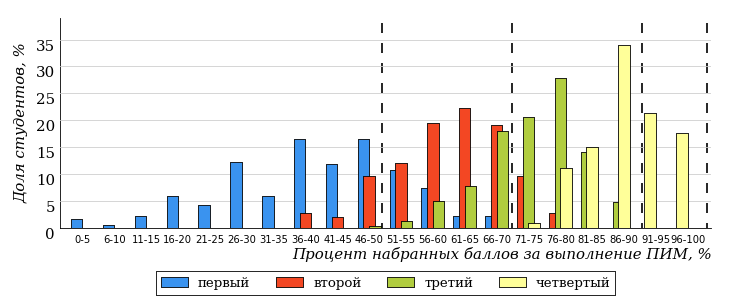 Доля студентов, %
35
30
25
20
15
10
5
0
0-5 6-10 11-15 16-20 21-25 26-30 31-35 36-40 41-45 46-50 51-55 56-60 61-65 66-70 71-75 76-80 81-85 86-90 91-95 96-100
Процент набранных баллов за выполнение ПИМ, %
первый второй третий четвертый